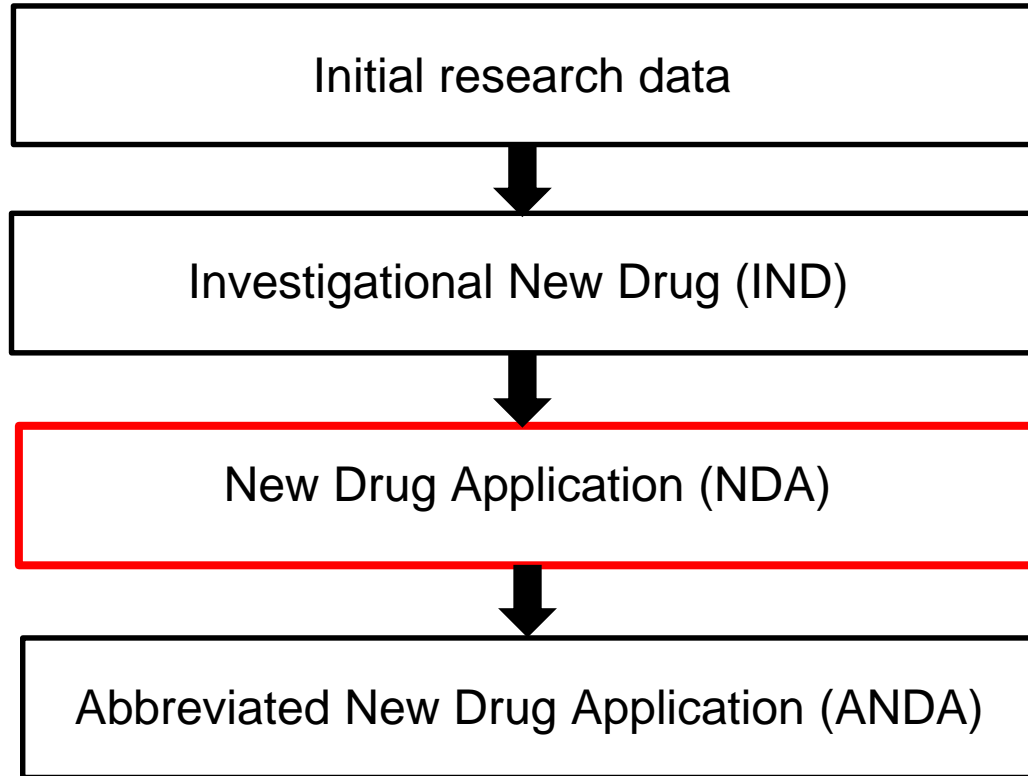 Initial research data
Investigational New Drug (IND)
New Drug Application (NDA)
Abbreviated New Drug Application (ANDA)